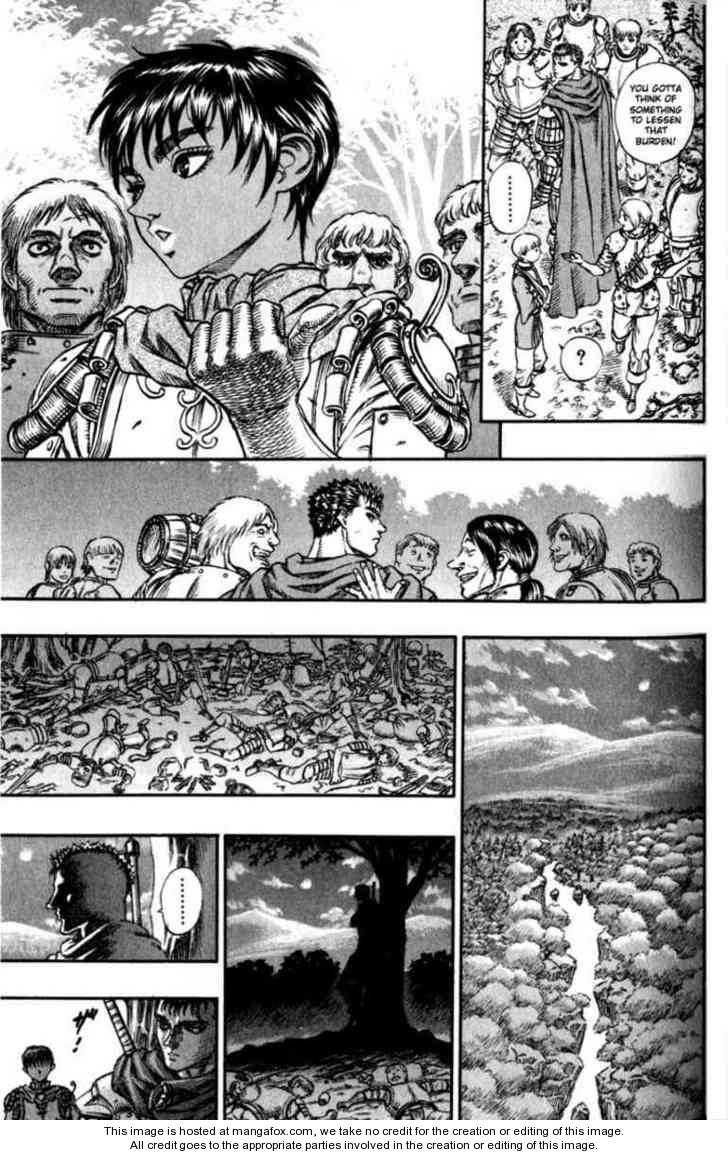 YOU GOTTA
THINK OF
SOMETHING
TO LESSEN
THAT
BURDEN!
........
?
........
ザ!
This image is hosted at mangafox.com, we take no credit for the creation or editing of this image.
All credit goes to the appropriate parties involved in the creation or editing of this image.